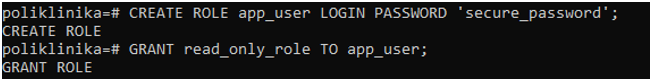 poliklinika=# CREATE ROLE app_user LOGIN PASSWORD 'secure_password';
CREATE ROLE
poliklinika=# GRANT read_only_role TO app_user;
GRANT ROLE